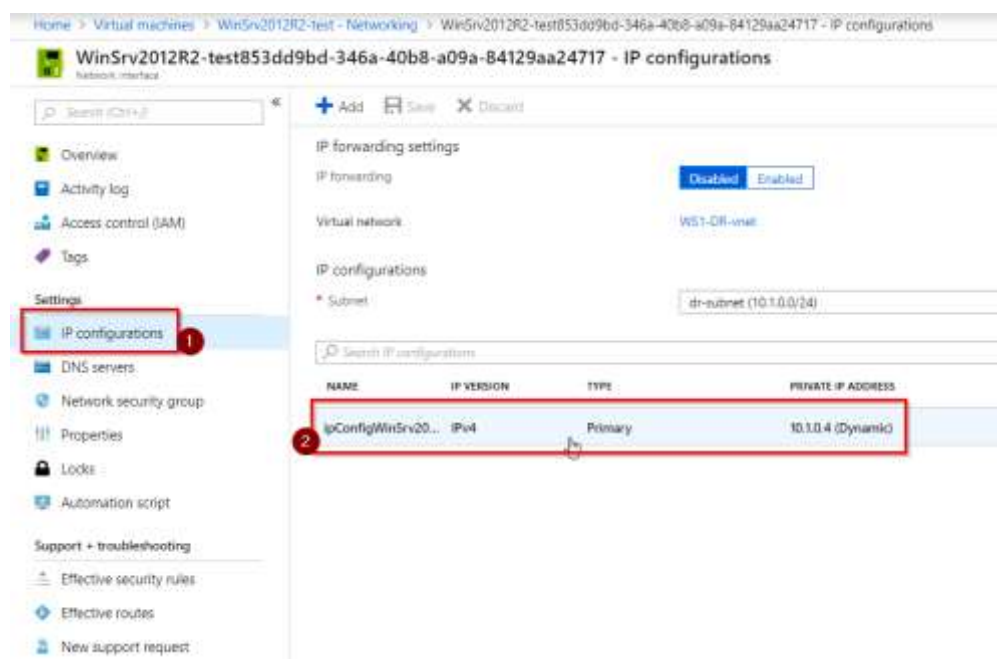 Home > Virtual machines > WinSrv2012R2-test - Networking > WinSrv2012R2-test853dd9bd-346a-40b8-a09a-84129aa24717 - IP configurations
WinSrv2012R2-test853dd9bd-346a-40b8-a09a-84129aa24717 - IP configurations
Network interface
Search (Ctrl+/)
«
Add Save Discard
Overview
Activity log
Access control (IAM)
Tags
Settings
IP configurations
1
DNS servers
Network security group
Properties
Locks
Automation script
Support + troubleshooting
Effective security rules
Effective routes
New support request
IP forwarding settings
IP forwarding Disabled Enabled
Virtual network WS1-DR-vnet
IP configurations
* Subnet dr-subnet (10.1.0.0/24)
Search IP configurations
NAME IP VERSION TYPE PRIVATE IP ADDRESS
2 ipConfigWinSrv20... IPv4 Primary 10.1.0.4 (Dynamic)